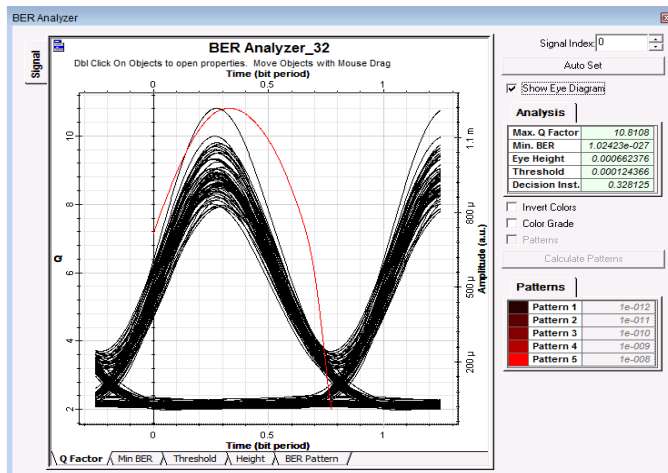 BER Analyzer
Signal
BER Analyzer_32
Dbl Click On Objects to open properties. Move Objects with Mouse Drag
Time (bit period)
0 0.5 1
Q
2
4
6
8
10
Amplitude (a.u.)
200 µ
500 µ
800 µ
1.1 m
0 0.5 1
Time (bit period)
Q Factor Min BER Threshold Height BER Pattern
Signal Index: 0
Auto Set
Show Eye Diagram
Analysis
Max. Q Factor 10.8108
Min. BER 1.02423e-027
Eye Height 0.000662376
Threshold 0.000124366
Decision Inst. 0.328125
Invert Colors
Color Grade
Patterns
Calculate Patterns
Patterns
Pattern 1 1e-012
Pattern 2 1e-011
Pattern 3 1e-010
Pattern 4 1e-009
Pattern 5 1e-008